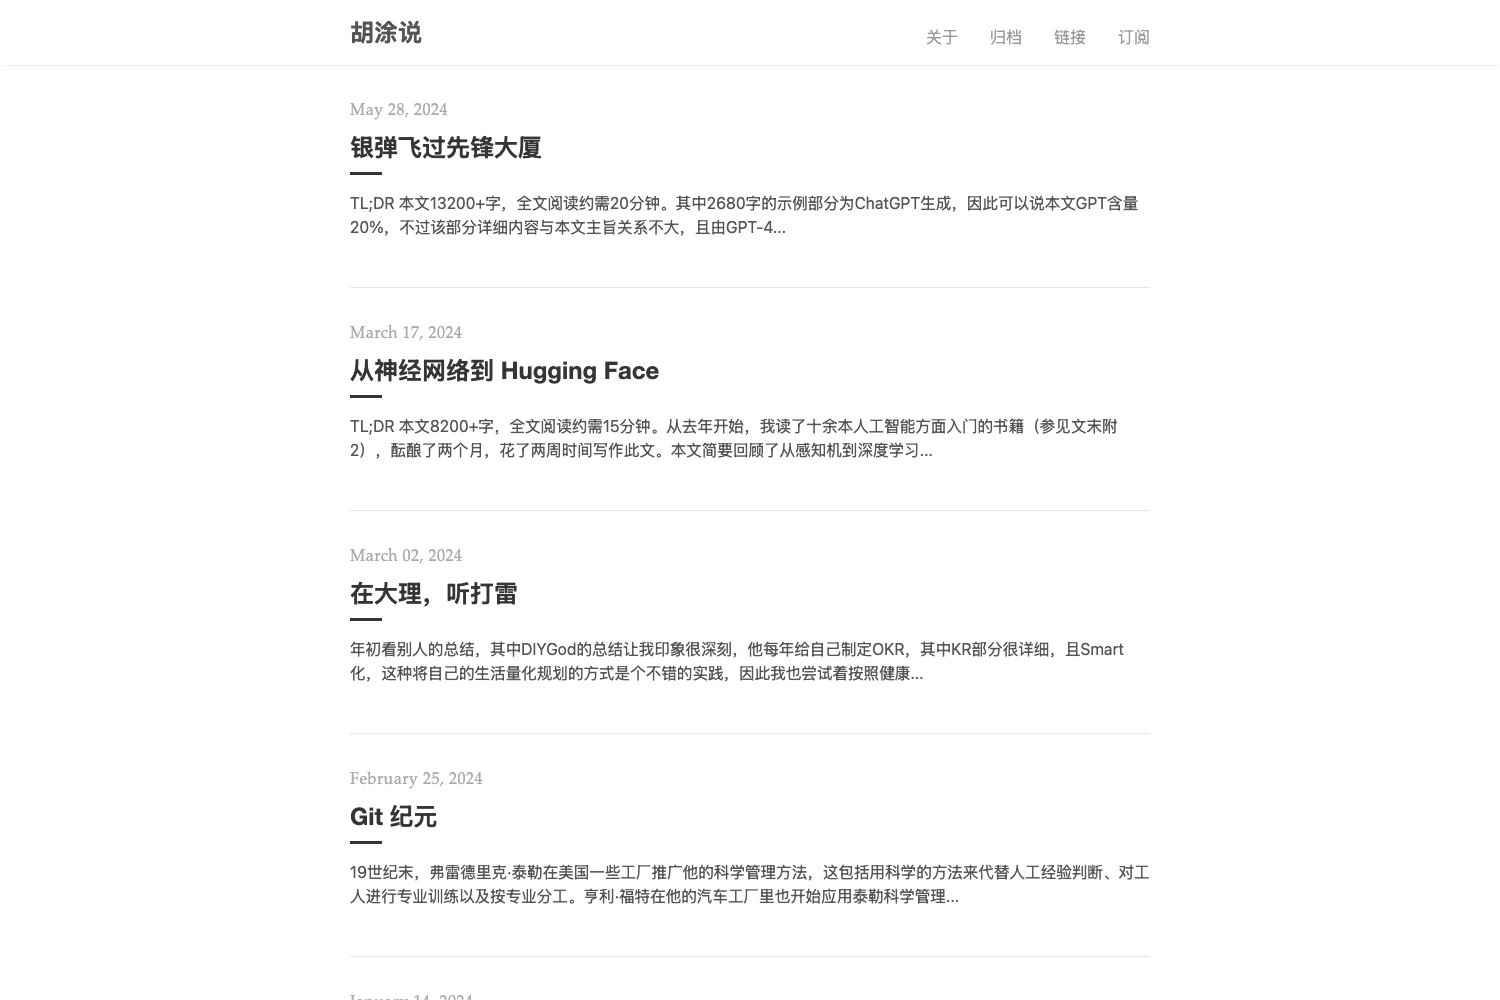 胡涂说
关于 归档 链接 订阅
May 28, 2024
银弹飞过先锋大厦
TL;DR 本文13200+字，全文阅读约需20分钟。其中2680字的示例部分为ChatGPT生成，因此可以说本文GPT含量
20%，不过该部分详细内容与本文主旨关系不大，且由GPT-4...
March 17, 2024
从神经网络到 Hugging Face
TL;DR 本文8200+字，全文阅读约需15分钟。从去年开始，我读了十余本人工智能方面入门的书籍（参见文末附
2），酝酿了两个月，花了两周时间写作此文。本文简要回顾了从感知机到深度学习...
March 02, 2024
在大理，听打雷
年初看别人的总结，其中DIYGod的总结让我印象很深刻，他每年给自己制定OKR，其中KR部分很详细，且Smart
化，这种将自己的生活量化规划的方式是个不错的实践，因此我也尝试着按照健康...
February 25, 2024
Git 纪元
19世纪末，弗雷德里克·泰勒在美国一些工厂推广他的科学管理方法，这包括用科学的方法来代替人工经验判断、对工
人进行专业训练以及按专业分工。亨利·福特在他的汽车工厂里也开始应用泰勒科学管理...
January 14, 2024